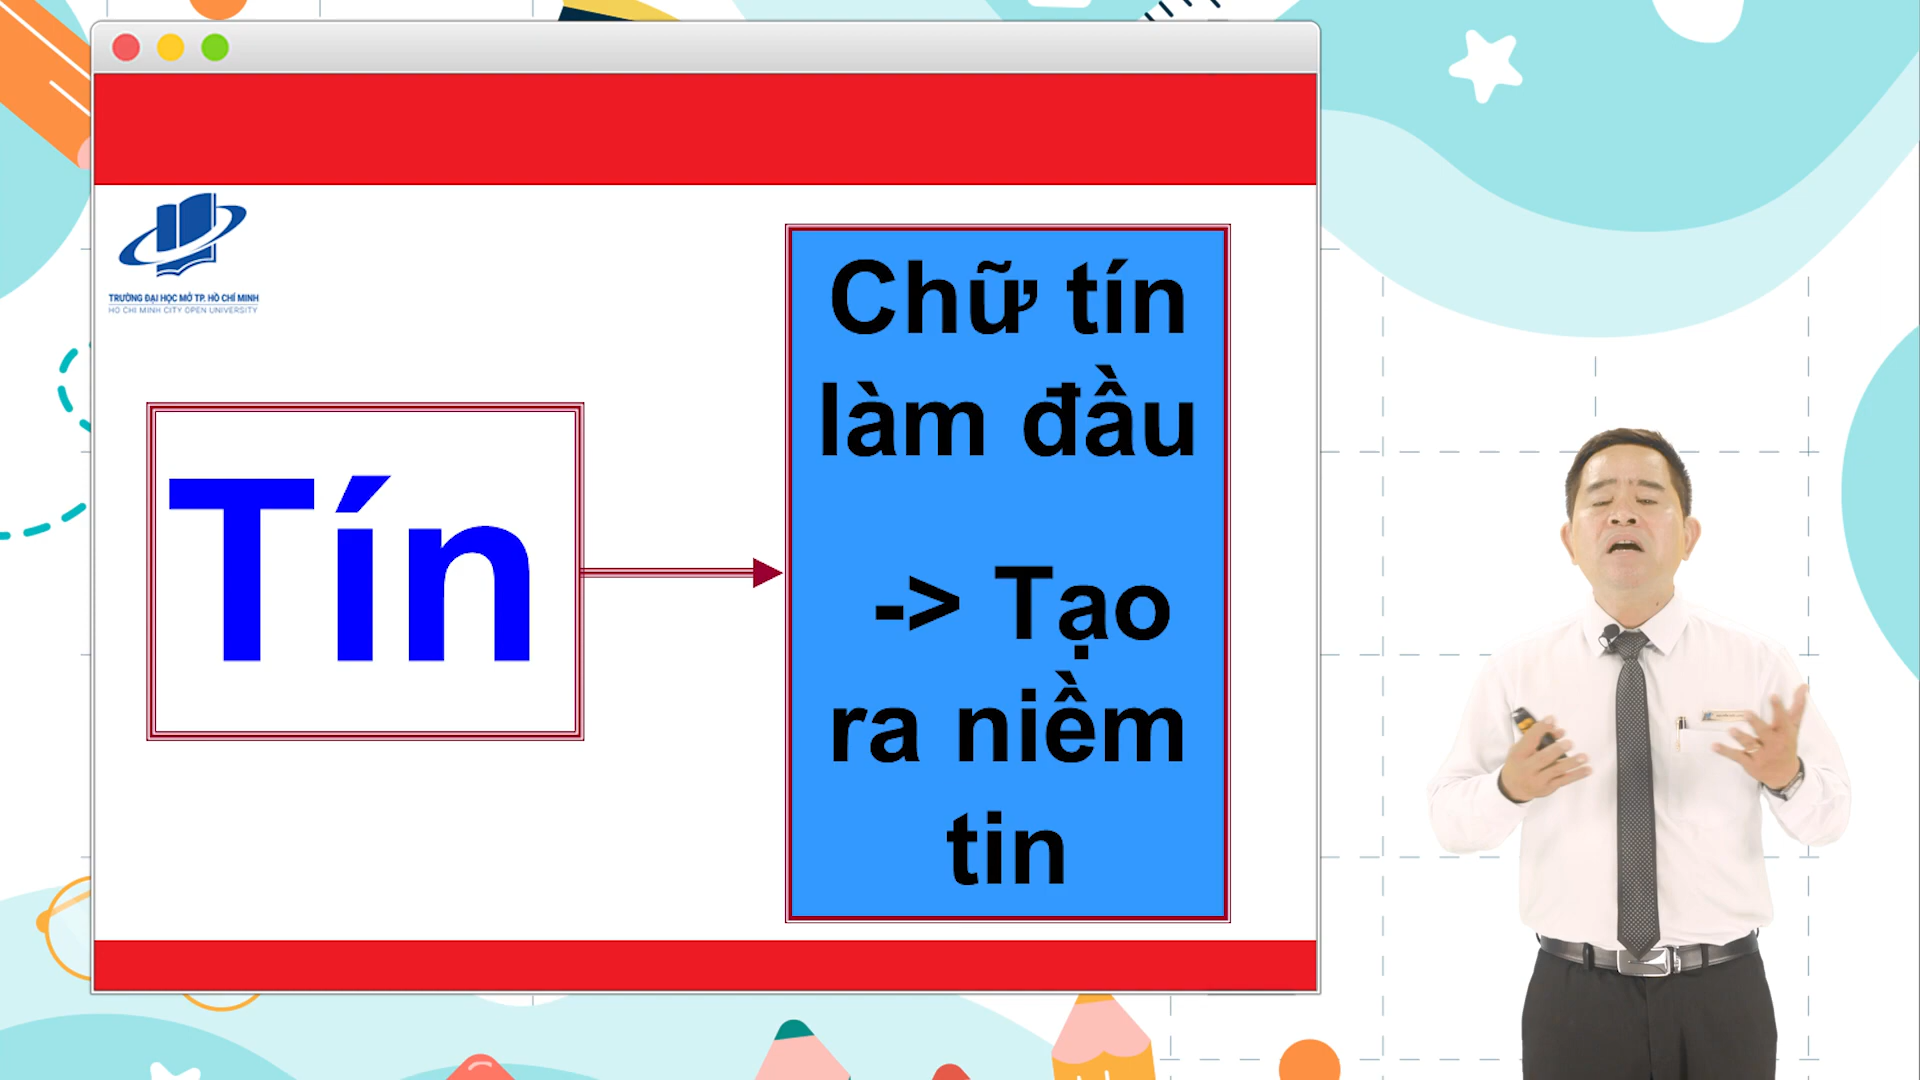 TRƯỜNG ĐẠI HỌC MỞ TP. HỒ CHÍ MINH
HO CHI MINH CITY OPEN UNIVERSITY
Tín
Chữ tín
làm đầu
-> Tạo
ra niềm
tin